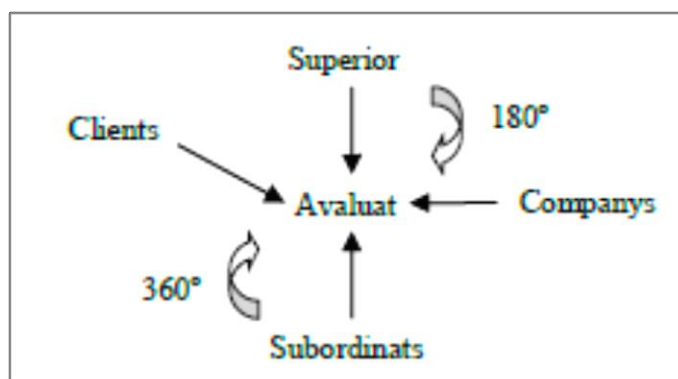 Superior
180°
Clients
Avaluat
Companys
360°
Subordinats